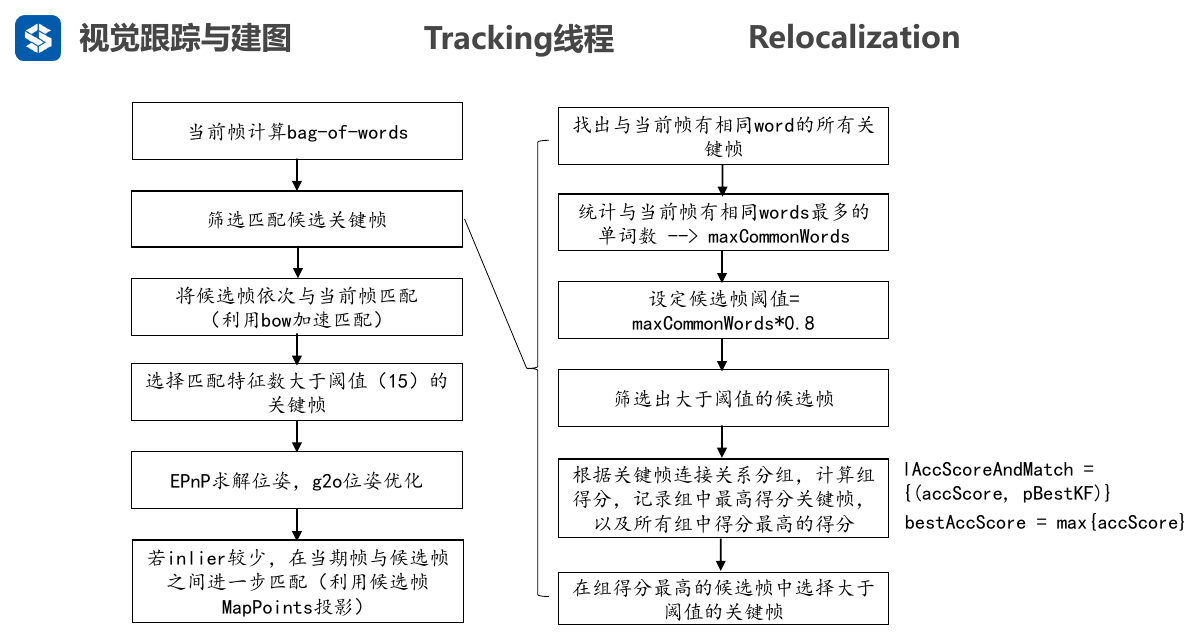 视觉跟踪与建图
Tracking线程
Relocalization
当前帧计算bag-of-words
筛选匹配候选关键帧
将候选帧依次与当前帧匹配
（利用bow加速匹配）
选择匹配特征数大于阈值（15）的
关键帧
EPnP求解位姿，g2o位姿优化
若inlier较少，在当期帧与候选帧
之间进一步匹配（利用候选帧
MapPoints投影）
找出与当前帧有相同word的所有关
键帧
统计与当前帧有相同words最多的
单词数 --> maxCommonWords
设定候选帧阈值=
maxCommonWords*0.8
筛选出大于阈值的候选帧
根据关键帧连接关系分组，计算组
得分，记录组中最高得分关键帧，
以及所有组中得分最高的得分
在组得分最高的候选帧中选择大于
阈值的关键帧
lAccScoreAndMatch =
{(accScore, pBestKF)}
bestAccScore = max{accScore}